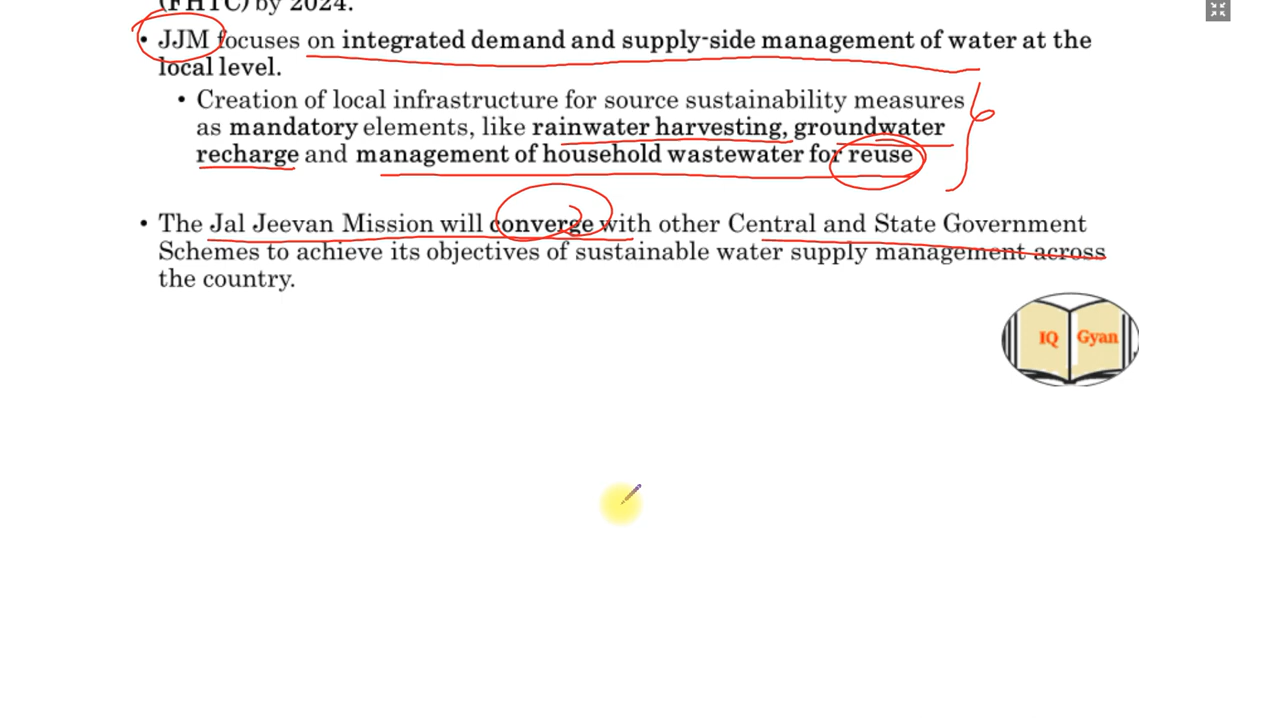 (FHTC) by 2024.
• JJM focuses on integrated demand and supply-side management of water at the
local level.
• Creation of local infrastructure for source sustainability measures
as mandatory elements, like rainwater harvesting, groundwater
recharge and management of household wastewater for reuse
• The Jal Jeevan Mission will converge with other Central and State Government
Schemes to achieve its objectives of sustainable water supply management across
the country.
IQ Gyan